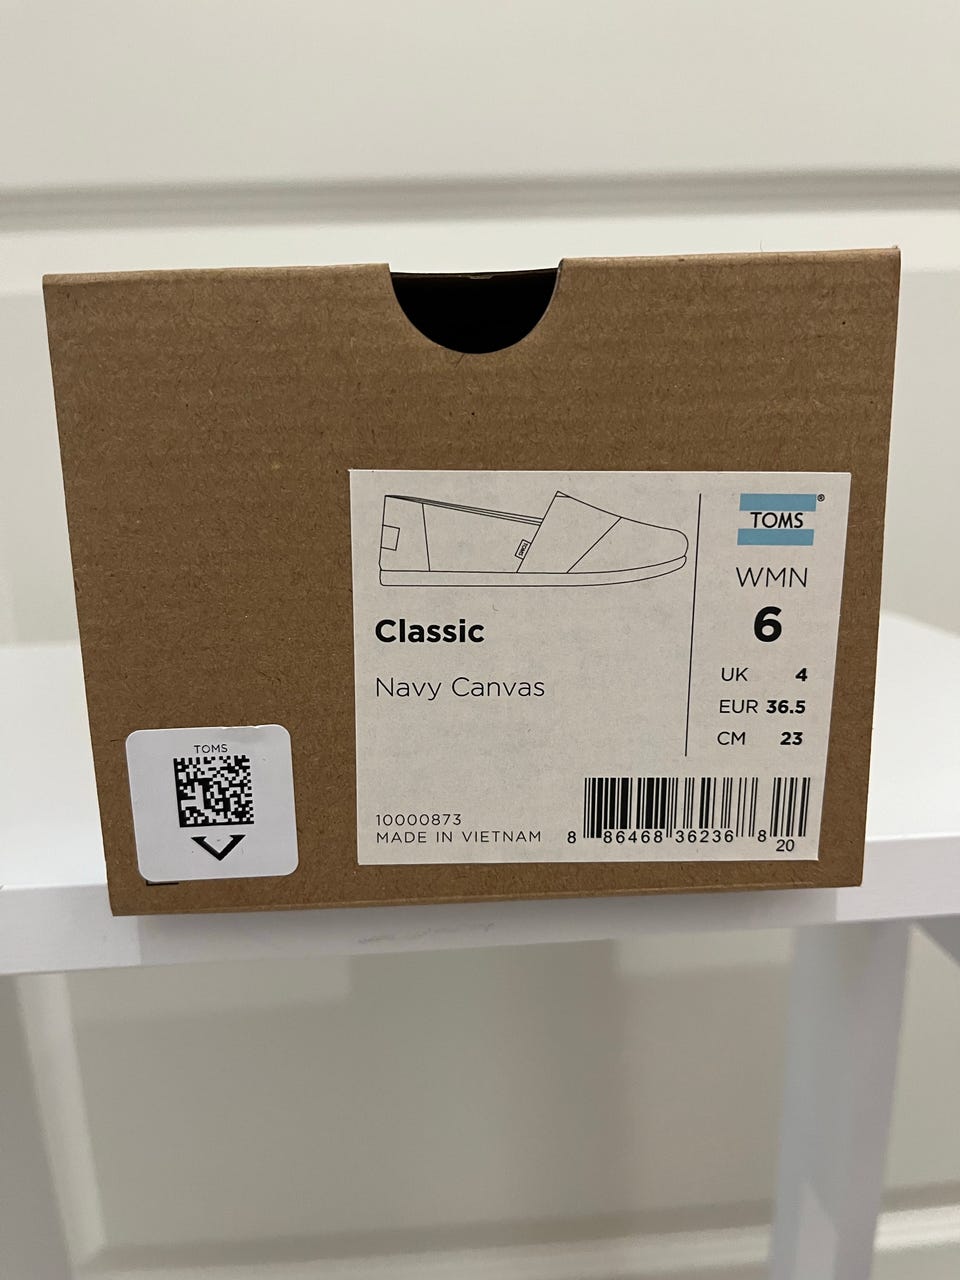 TOMS
Classic
Navy Canvas
10000873
MADE IN VIETNAM
TOMS®
WMN
6
UK 4
EUR 36.5
CM 23
8 86468 36236 8
20
TOMS